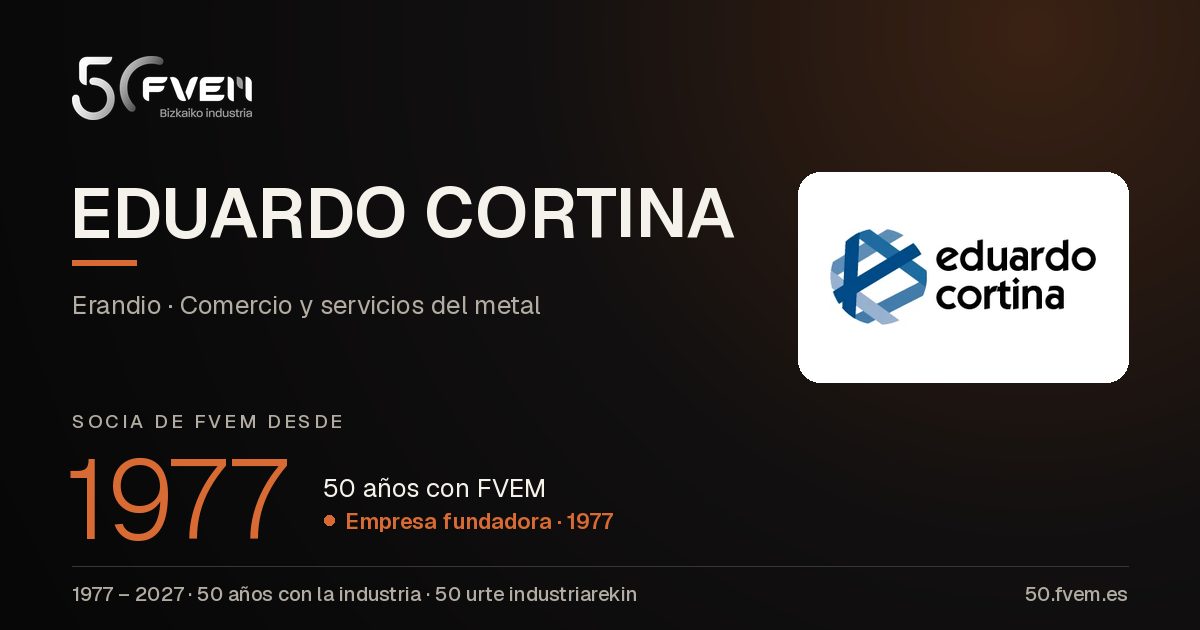 50 FVEM
Bizkaiko industria
EDUARDO CORTINA
eduardo
cortina
Erandio · Comercio y servicios del metal
SOCIA DE FVEM DESDE
1977
50 años con FVEM
Empresa fundadora · 1977
1977 – 2027 · 50 años con la industria · 50 urte industriarekin
50.fvem.es